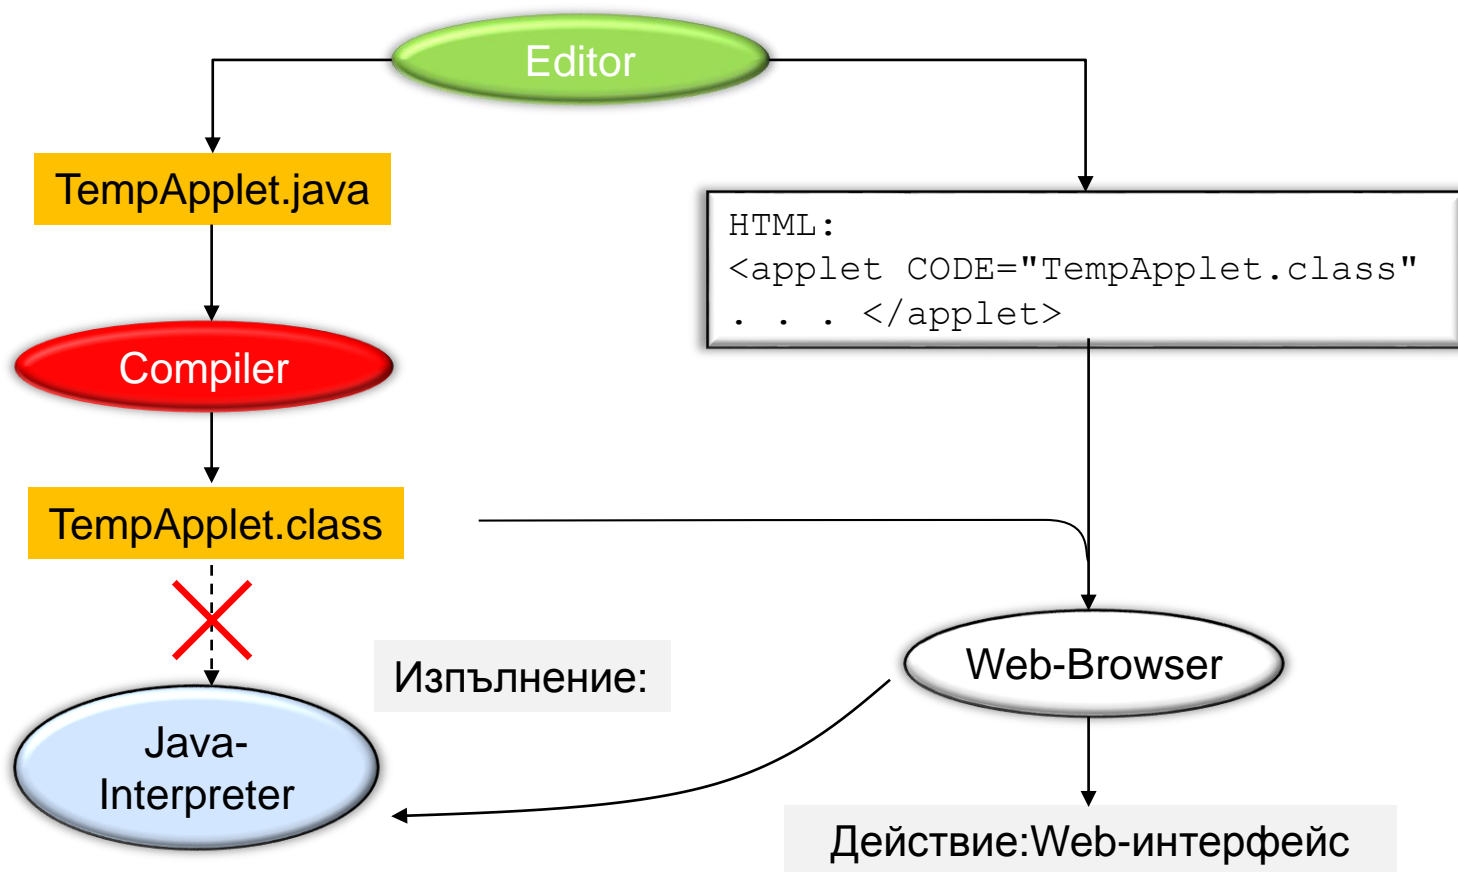 Editor
TempApplet.java
HTML:
<applet CODE="TempApplet.class"
. . . </applet>
Compiler
TempApplet.class
Изпълнение:
Web-Browser
Java-
Interpreter
Действие:Web-интерфейс